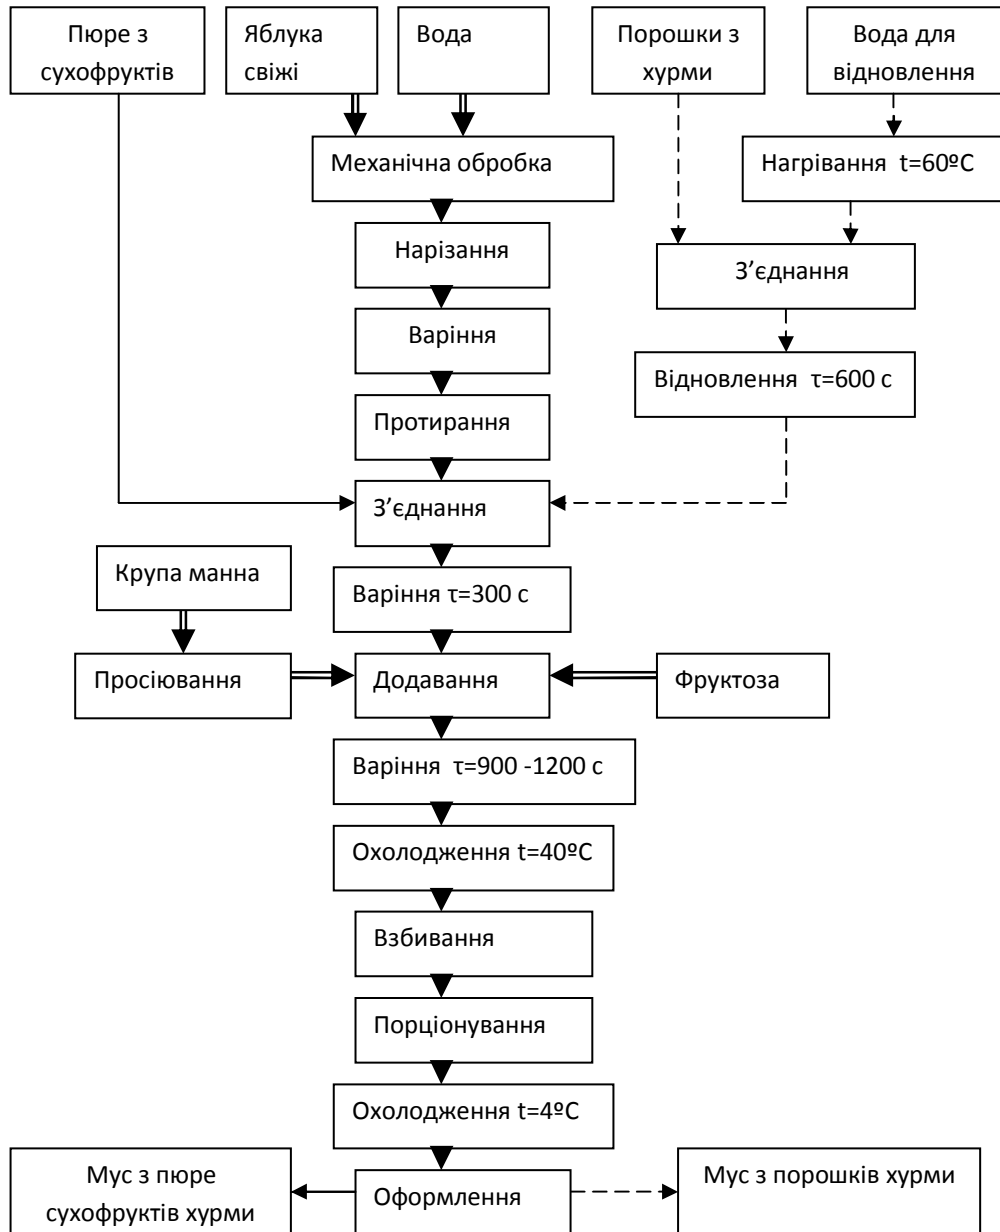 Пюре з
сухофруктів
Яблука
свіжі
Вода
Порошки з
хурми
Вода для
відновлення
Механічна обробка
Нагрівання t=60ºС
Нарізання
З’єднання
Варіння
Відновлення τ=600 с
Протирання
З’єднання
Крупа манна
Варіння τ=300 с
Просіювання
Додавання
Фруктоза
Варіння τ=900 -1200 с
Охолодження t=40ºС
Взбивання
Порціонування
Охолодження t=4ºС
Мус з пюре
сухофруктів хурми
Оформлення
Мус з порошків хурми